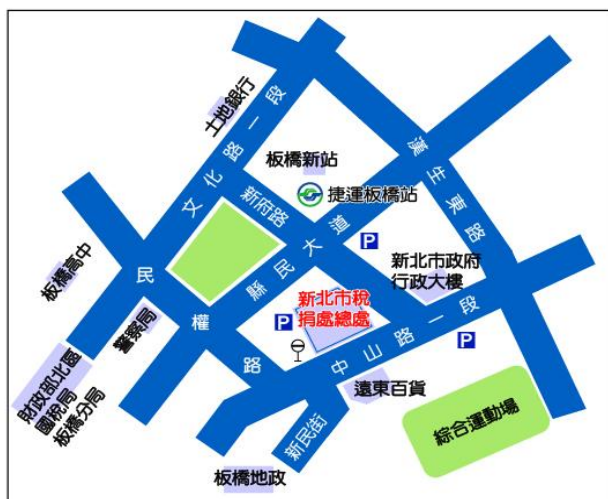 土地銀行
文化路一段
板橋新站
捷運板橋站
漢生東路
新府路
縣民大道
P
新北市政府
行政大樓
板橋高中
民權路
警察局
新北市稅
捐處總處
P
中山路一段
P
財政部北區
國稅局
板橋分局
遠東百貨
新民街
綜合運動場
板橋地政